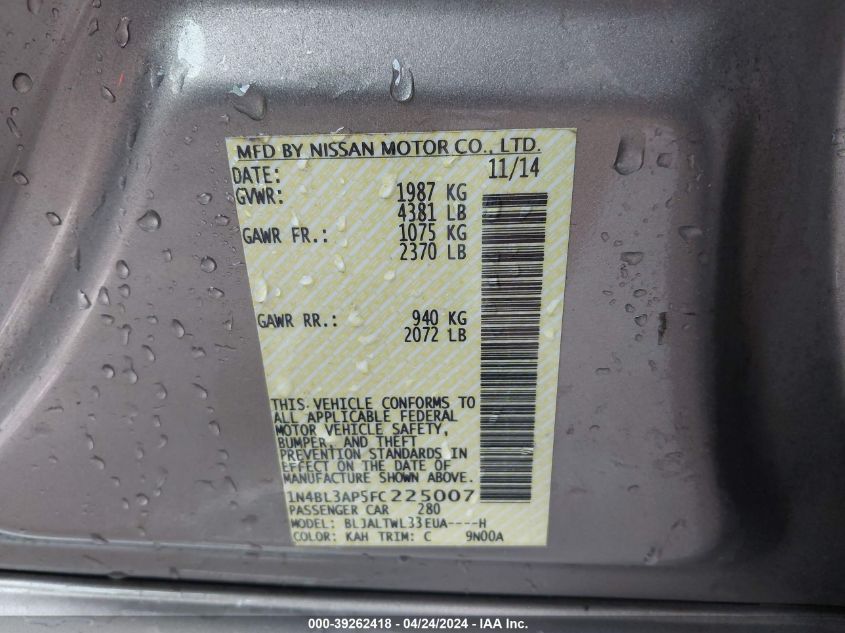 MFD BY NISSAN MOTOR CO., LTD.
DATE: 11/14
GVWR: 1987 KG
4381 LB
GAWR FR.: 1075 KG
2370 LB
GAWR RR.: 940 KG
2072 LB
THIS VEHICLE CONFORMS TO
ALL APPLICABLE FEDERAL
MOTOR VEHICLE SAFETY,
BUMPER, AND THEFT
PREVENTION STANDARDS IN
EFFECT ON THE DATE OF
MANUFACTURE SHOWN ABOVE.
1N4BL3AP5FC225007
PASSENGER CAR 280
MODEL: BLJALTWL33EUA----H
COLOR: KAH TRIM: C 9N00A
000-39262418 - 04/24/2024 - IAA Inc.